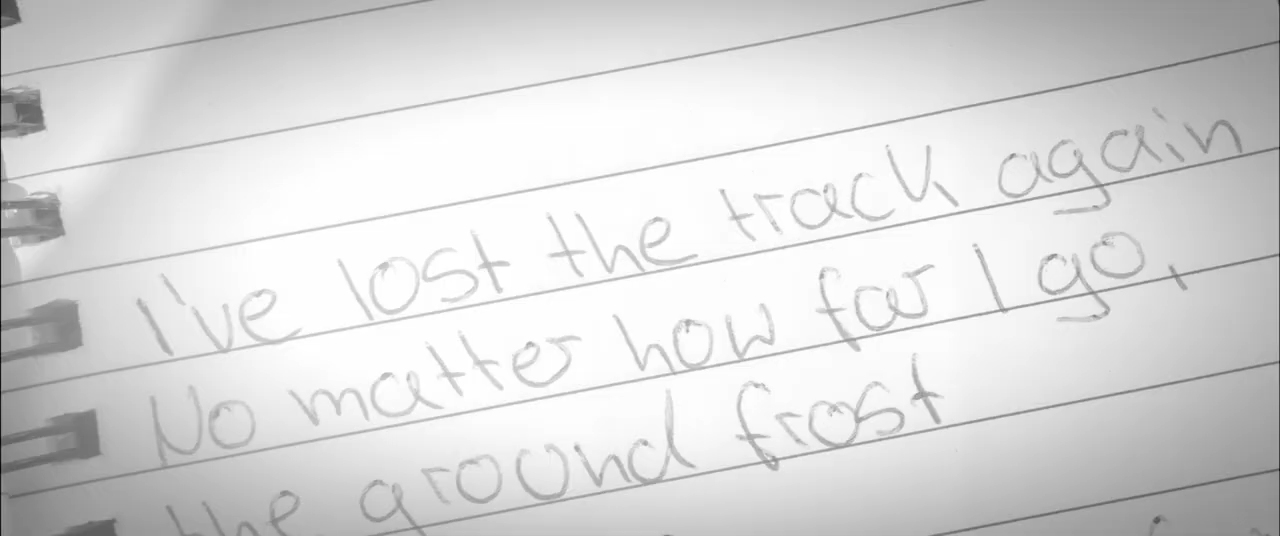 I've lost the track again
No matter how far I go,
the ground frost